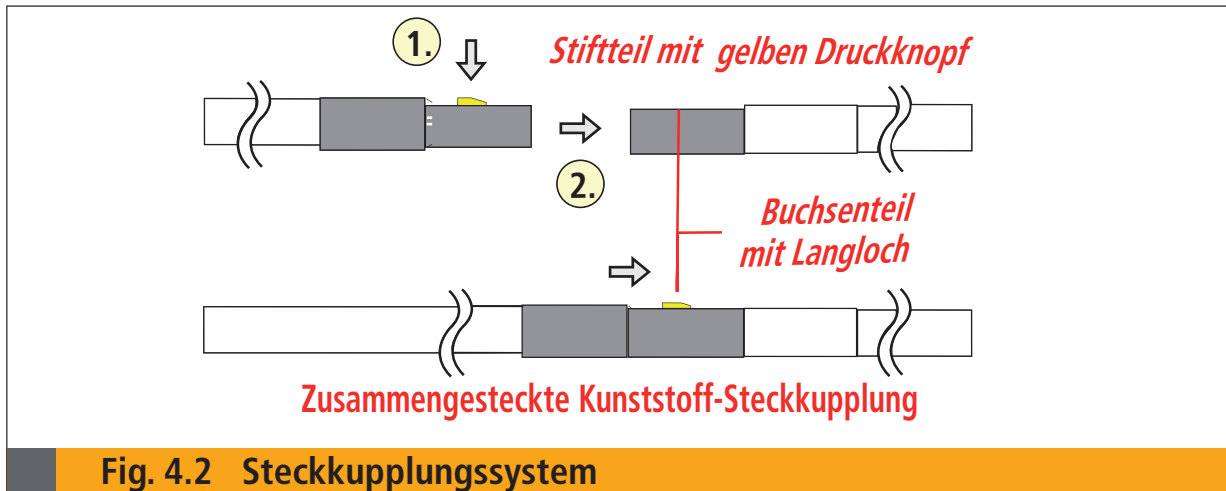 1.
Stiftteil mit gelben Druckknopf
2.
Buchsenteil
mit Langloch
Zusammengesteckte Kunststoff-Steckkupplung
Fig. 4.2 Steckkupplungssystem